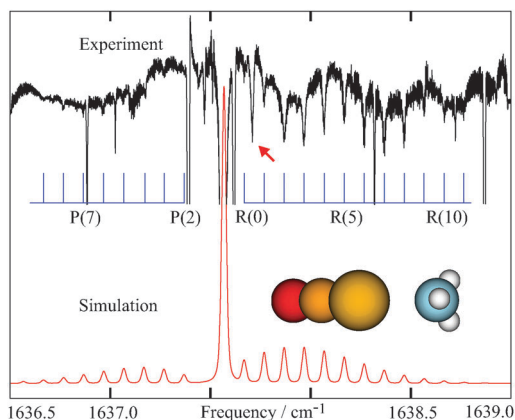 Experiment
P(7) P(2) R(0) R(5) R(10)
Simulation
1636.5 1637.0 Frequency / cm⁻¹ 1638.5 1639.0